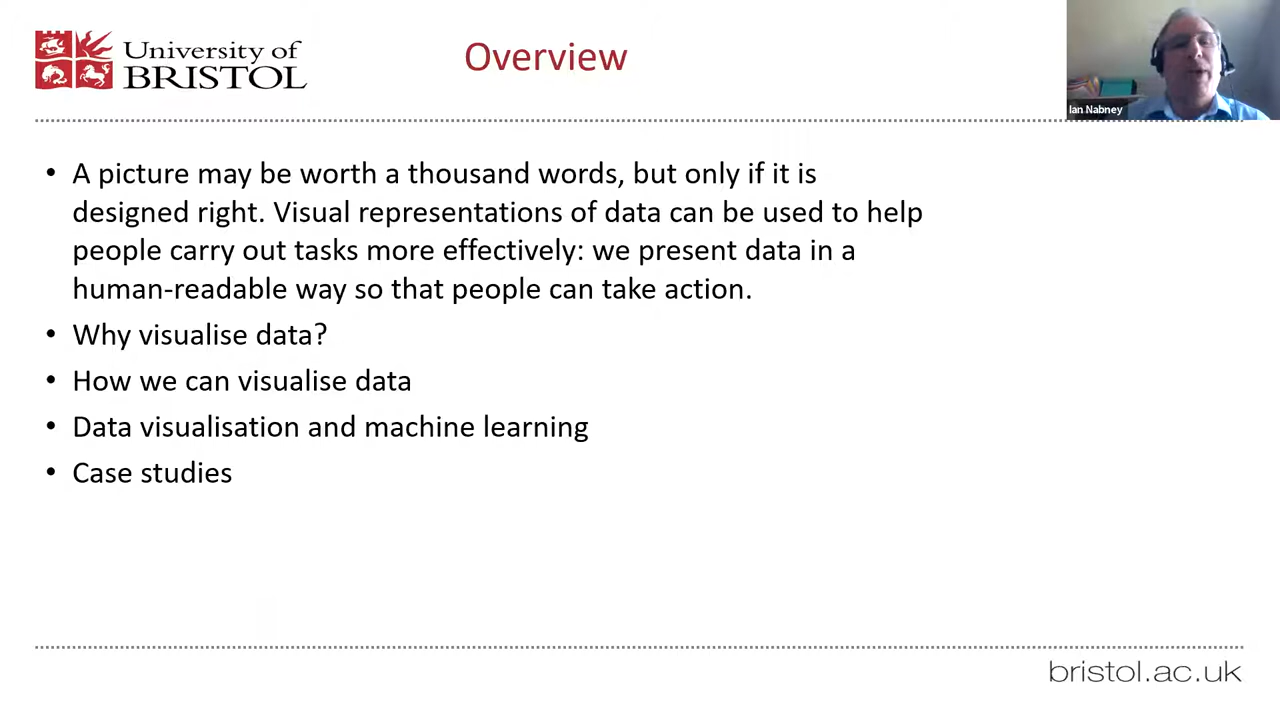 University of
BRISTOL
Overview
Ian Nabney
• A picture may be worth a thousand words, but only if it is
designed right. Visual representations of data can be used to help
people carry out tasks more effectively: we present data in a
human-readable way so that people can take action.
• Why visualise data?
• How we can visualise data
• Data visualisation and machine learning
• Case studies
bristol.ac.uk